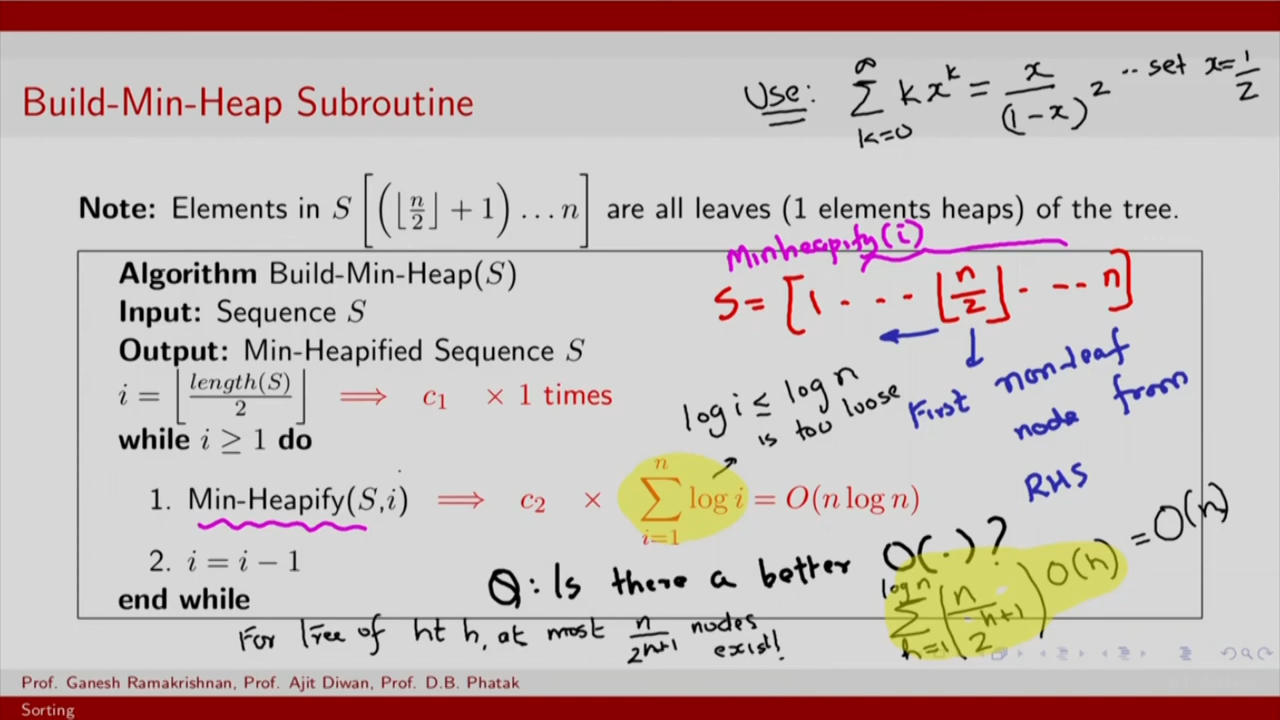 Build-Min-Heap Subroutine
Use: ∑_{k=0}^{∞} k x^k = x/(1-x)^2 ·· set x = 1/2
Note: Elements in S[(⌊n/2⌋ + 1) … n] are all leaves (1 elements heaps) of the tree.
Minheapify(i)
S = [1 · · · · ⌊n/2⌋ · · · · n]
Algorithm Build-Min-Heap(S)
Input: Sequence S
Output: Min-Heapified Sequence S
i = ⌊length(S)/2⌋ ⟹ c₁ × 1 times
while i ≥ 1 do
log i ≤ log n
is too loose
First non-leaf
node from
RHS
1. Min-Heapify(S,i) ⟹ c₂ × ∑_{i=1}^{n} log i = O(n log n)
2. i = i − 1
Q: Is there a better O(.)?
∑_{h=1}^{log n} (n/2^{h+1}) O(h) = O(n)
end while
For Tree of ht h, at most n/2^{h+1} nodes exist!
Prof. Ganesh Ramakrishnan, Prof. Ajit Diwan, Prof. D.B. Phatak
Sorting